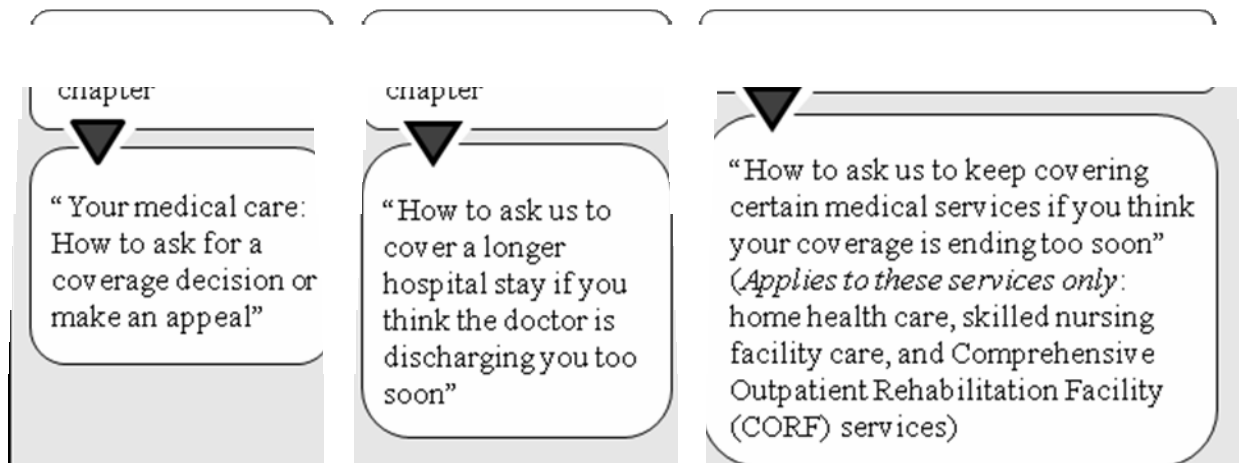 chapter
“Your medical care:
How to ask for a
coverage decision or
make an appeal”
chapter
“How to ask us to
cover a longer
hospital stay if you
think the doctor is
discharging you too
soon”
“How to ask us to keep covering
certain medical services if you think
your coverage is ending too soon”
(Applies to these services only:
home health care, skilled nursing
facility care, and Comprehensive
Outpatient Rehabilitation Facility
(CORF) services)